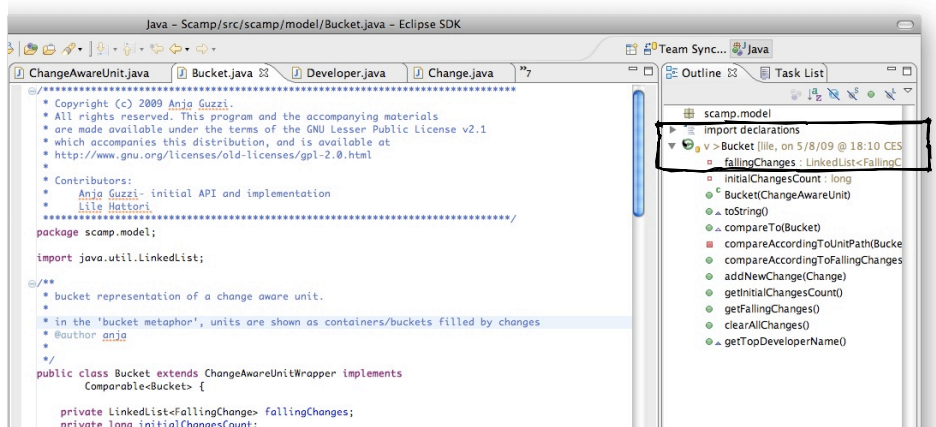 Java – Scamp/src/scamp/model/Bucket.java – Eclipse SDK
Team Sync... Java
ChangeAwareUnit.java Bucket.java Developer.java Change.java »7
Outline Task List
/*******************************************************************************
* Copyright (c) 2009 Anja Guzzi.
* All rights reserved. This program and the accompanying materials
* are made available under the terms of the GNU Lesser Public License v2.1
* which accompanies this distribution, and is available at
* http://www.gnu.org/licenses/old-licenses/gpl-2.0.html
*
* Contributors:
*     Anja Guzzi- initial API and implementation
*     Lile Hattori
*******************************************************************************/
package scamp.model;
import java.util.LinkedList;
/**
* bucket representation of a change aware unit.
*
* in the 'bucket metaphor', units are shown as containers/buckets filled by changes
* @author anja
*
*/
public class Bucket extends ChangeAwareUnitWrapper implements
Comparable<Bucket> {
private LinkedList<FallingChange> fallingChanges;
private long initialChangesCount;
scamp.model
import declarations
v >Bucket [lile, on 5/8/09 @ 18:10 CES
fallingChanges : LinkedList<FallingC
initialChangesCount : long
Bucket(ChangeAwareUnit)
toString()
compareTo(Bucket)
compareAccordingToUnitPath(Bucke
compareAccordingToFallingChanges
addNewChange(Change)
getInitialChangesCount()
getFallingChanges()
clearAllChanges()
getTopDeveloperName()